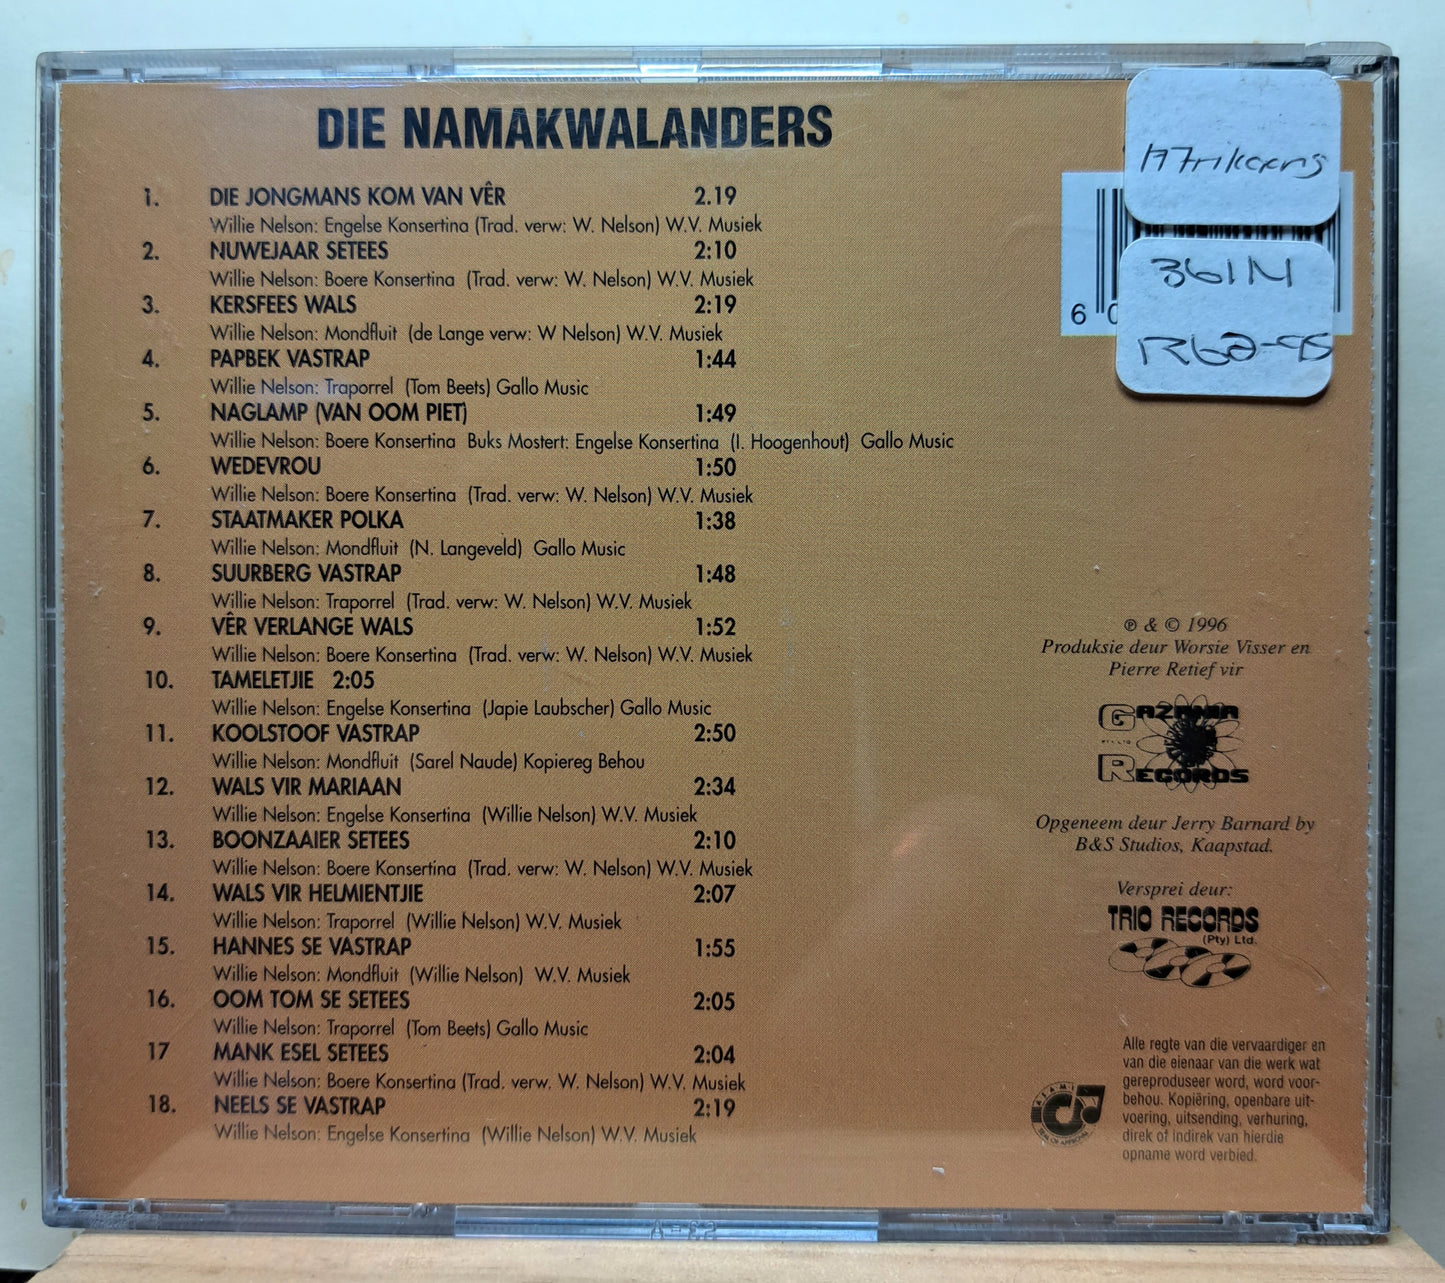 DIE NAMAKWALANDERS
1. DIE JONGMANS KOM VAN VÊR 2.19
Willie Nelson: Engelse Konsertina (Trad. verw: W. Nelson) W.V. Musiek
2. NUWEJAAR SETEES 2:10
Willie Nelson: Boere Konsertina (Trad. verw: W. Nelson) W.V. Musiek
3. KERSFEES WALS 2:19
Willie Nelson: Mondfluit (de Lange verw: W Nelson) W.V. Musiek
4. PAPBEK VASTRAP 1:44
Willie Nelson: Traporrel (Tom Beets) Gallo Music
5. NAGLAMP (VAN OOM PIET) 1:49
Willie Nelson: Boere Konsertina Buks Mostert: Engelse Konsertina (I. Hoogenhout) Gallo Music
6. WEDEVROU 1:50
Willie Nelson: Boere Konsertina (Trad. verw: W. Nelson) W.V. Musiek
7. STAATMAKER POLKA 1:38
Willie Nelson: Mondfluit (N. Langeveld) Gallo Music
8. SUURBERG VASTRAP 1:48
Willie Nelson: Traporrel (Trad. verw: W. Nelson) W.V. Musiek
9. VÊR VERLANGE WALS 1:52
Willie Nelson: Boere Konsertina (Trad. verw: W. Nelson) W.V. Musiek
10. TAMELETJIE 2:05
Willie Nelson: Engelse Konsertina (Japie Laubscher) Gallo Music
11. KOOLSTOOF VASTRAP 2:50
Willie Nelson: Mondfluit (Sarel Naude) Kopiereg Behou
12. WALS VIR MARIAAN 2:34
Willie Nelson: Engelse Konsertina (Willie Nelson) W.V. Musiek
13. BOONZAAIER SETEES 2:10
Willie Nelson: Boere Konsertina (Trad. verw: W. Nelson) W.V. Musiek
14. WALS VIR HELMIENTJIE 2:07
Willie Nelson: Traporrel (Willie Nelson) W.V. Musiek
15. HANNES SE VASTRAP 1:55
Willie Nelson: Mondfluit (Willie Nelson) W.V. Musiek
16. OOM TOM SE SETEES 2:05
Willie Nelson: Traporrel (Tom Beets) Gallo Music
17 MANK ESEL SETEES 2:04
Willie Nelson: Boere Konsertina (Trad. verw. W. Nelson) W.V. Musiek
18. NEELS SE VASTRAP 2:19
Willie Nelson: Engelse Konsertina (Willie Nelson) W.V. Musiek
Afrikaans
361N
R62-95
6
℗ & © 1996
Produksie deur Worsie Visser en
Pierre Retief vir
RECORDS
Opgeneem deur Jerry Barnard by
B&S Studios, Kaapstad.
Versprei deur:
TRIO RECORDS
(Pty) Ltd.
Alle regte van die vervaardiger en
van die eienaar van die werk wat
gereproduseer word, word voor-
behou. Kopiëring, openbare uit-
voering, uitsending, verhuring,
direk of indirek van hierdie
opname word verbied.